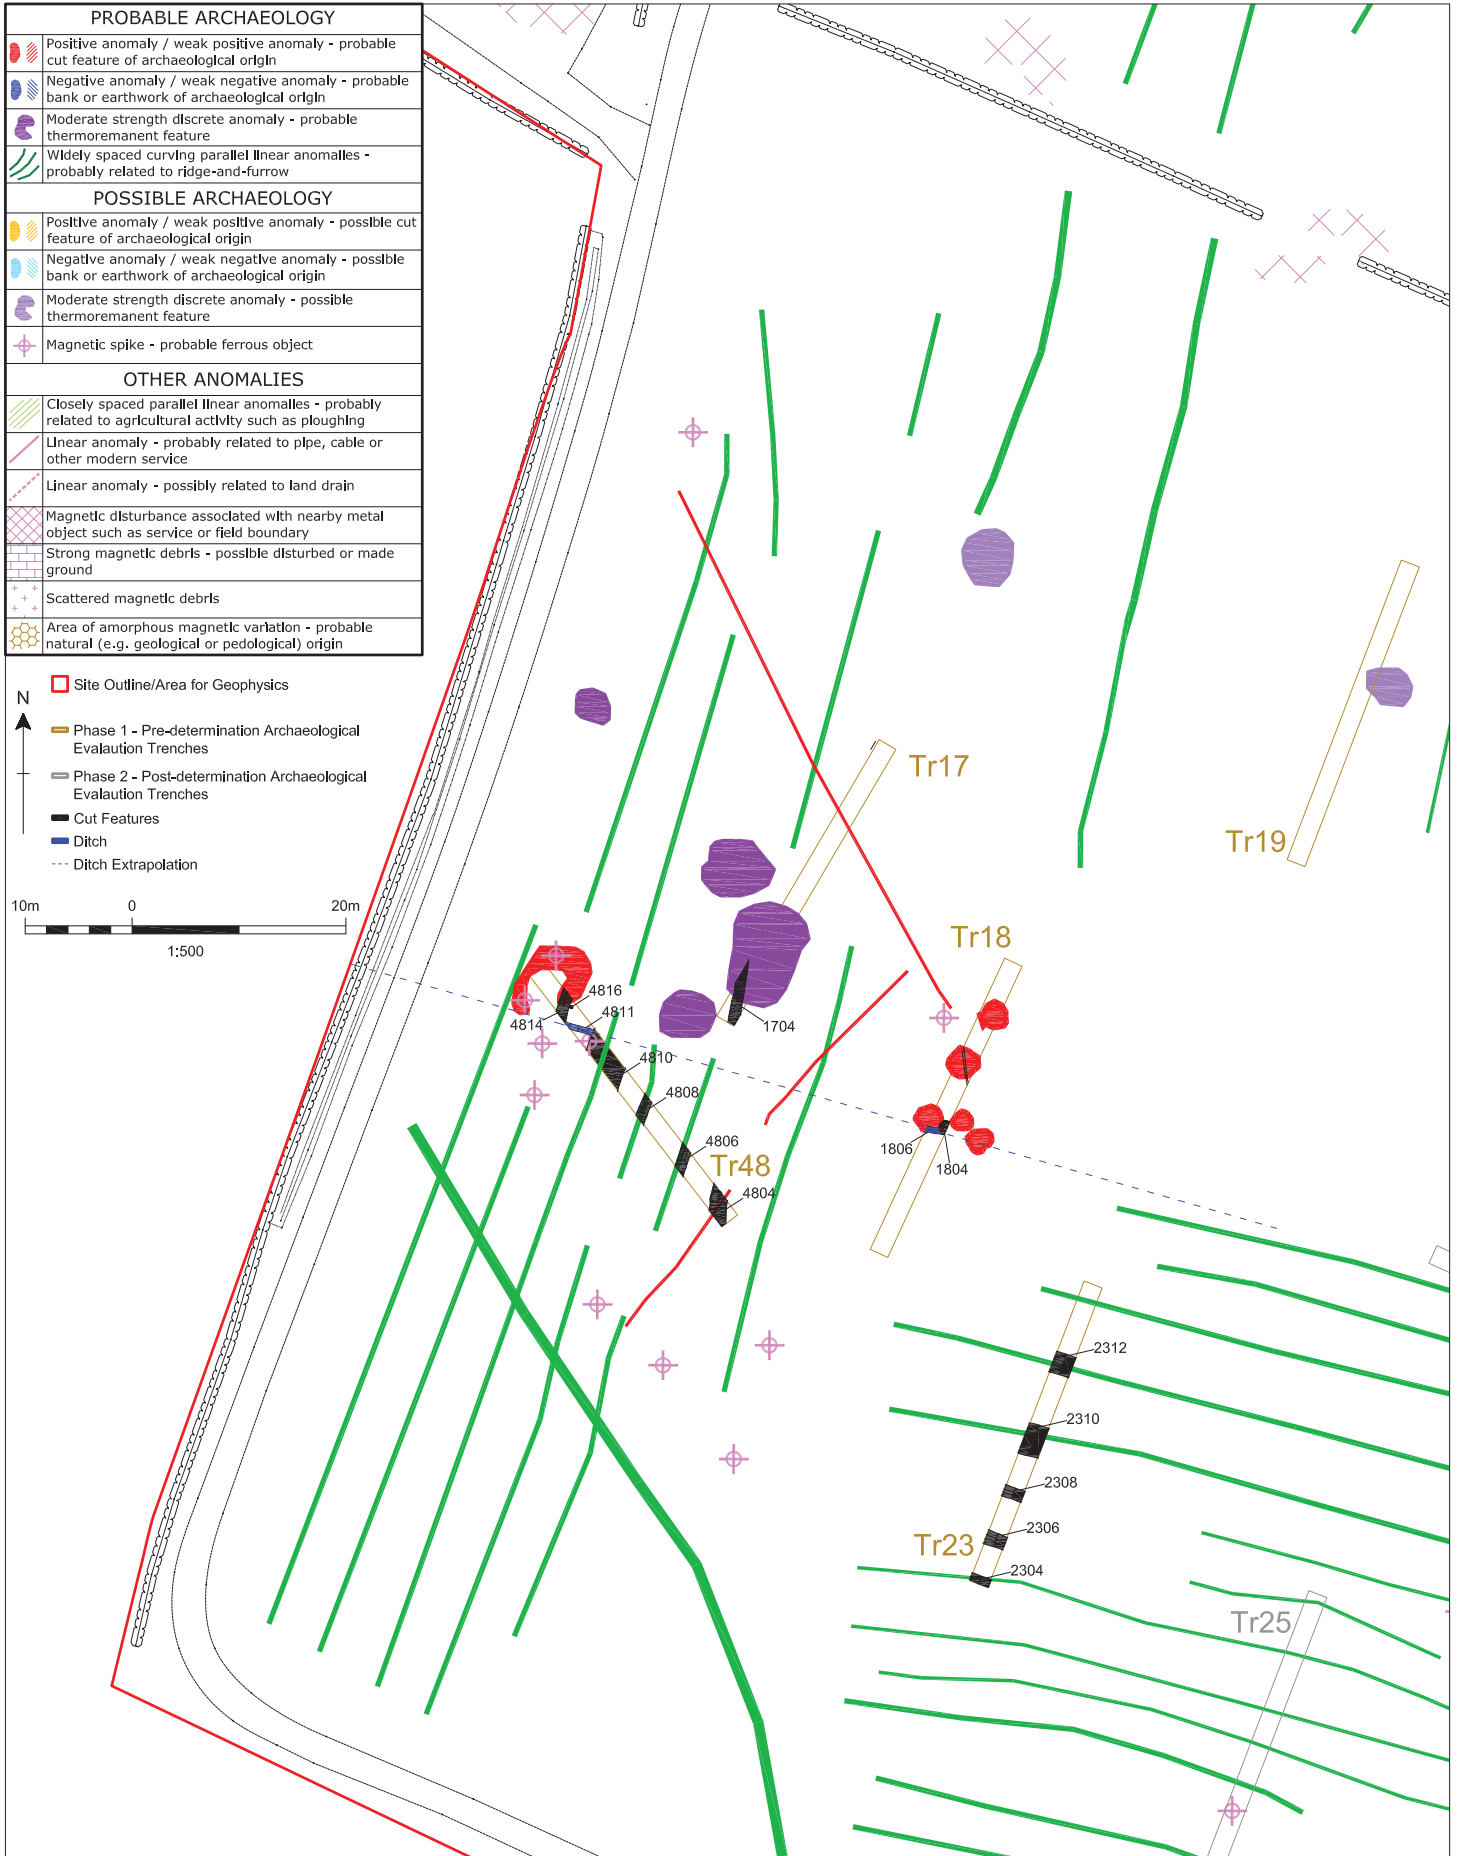 PROBABLE ARCHAEOLOGY
Positive anomaly / weak positive anomaly - probable
cut feature of archaeological origin
Negative anomaly / weak negative anomaly - probable
bank or earthwork of archaeological origin
Moderate strength discrete anomaly - probable
thermoremanent feature
Widely spaced curving parallel linear anomalies -
probably related to ridge-and-furrow
POSSIBLE ARCHAEOLOGY
Positive anomaly / weak positive anomaly - possible cut
feature of archaeological origin
Negative anomaly / weak negative anomaly - possible
bank or earthwork of archaeological origin
Moderate strength discrete anomaly - possible
thermoremanent feature
Magnetic spike - probable ferrous object
OTHER ANOMALIES
Closely spaced parallel linear anomalies - probably
related to agricultural activity such as ploughing
Linear anomaly - probably related to pipe, cable or
other modern service
Linear anomaly - possibly related to land drain
Magnetic disturbance associated with nearby metal
object such as service or field boundary
Strong magnetic debris - possible disturbed or made
ground
Scattered magnetic debris
Area of amorphous magnetic variation - probable
natural (e.g. geological or pedological) origin
N
Site Outline/Area for Geophysics
Phase 1 - Pre-determination Archaeological
Evalaution Trenches
Phase 2 - Post-determination Archaeological
Evalaution Trenches
Cut Features
Ditch
Ditch Extrapolation
10m 0 20m
1:500
Tr17
Tr19
Tr18
4816
4811
4814
1704
4810
4808
4806
Tr48
4804
1806
1804
2312
2310
2308
2306
Tr23
2304
Tr25